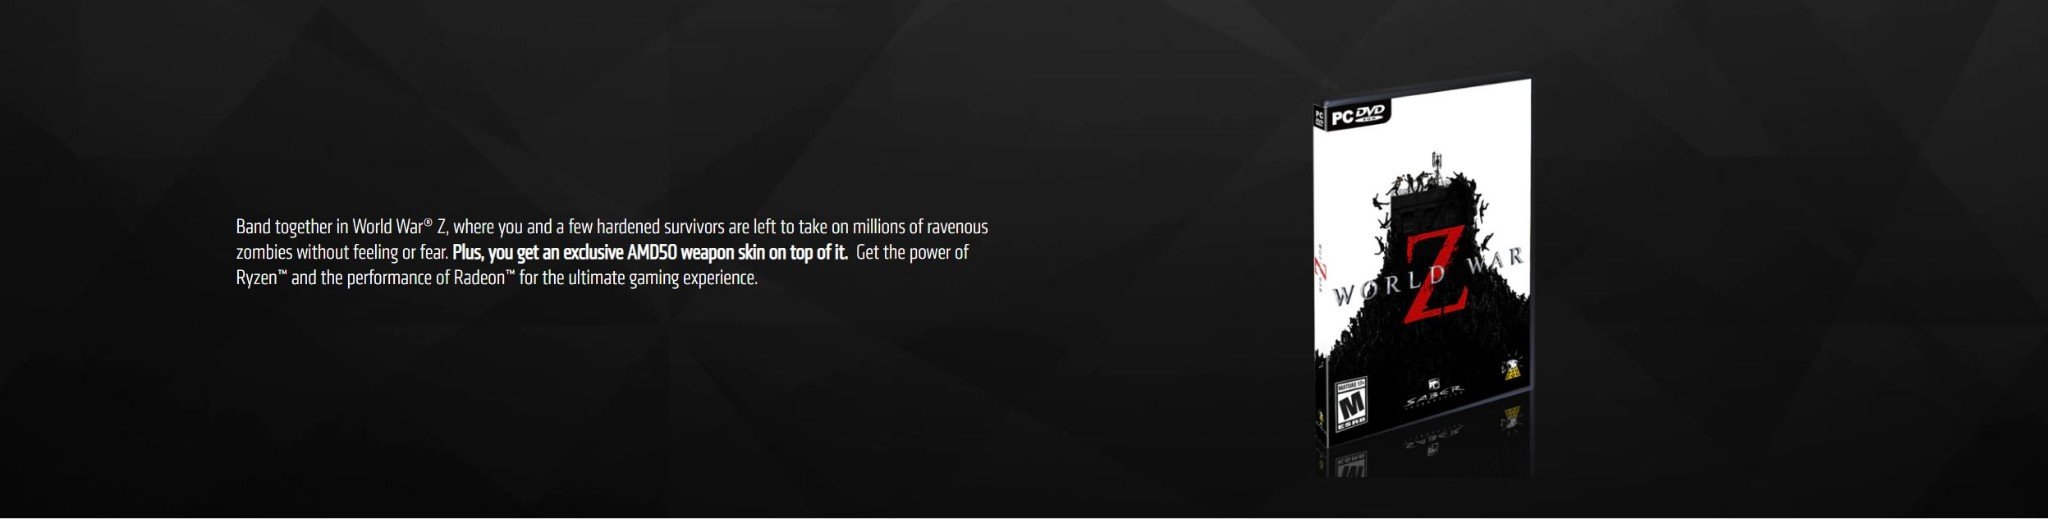 Band together in World War® Z, where you and a few hardened survivors are left to take on millions of ravenous
zombies without feeling or fear. Plus, you get an exclusive AMD50 weapon skin on top of it. Get the power of
Ryzen™ and the performance of Radeon™ for the ultimate gaming experience.
PC DVD
WORLD WAR
Z
MATURE 17+
M
ESRB
SABER